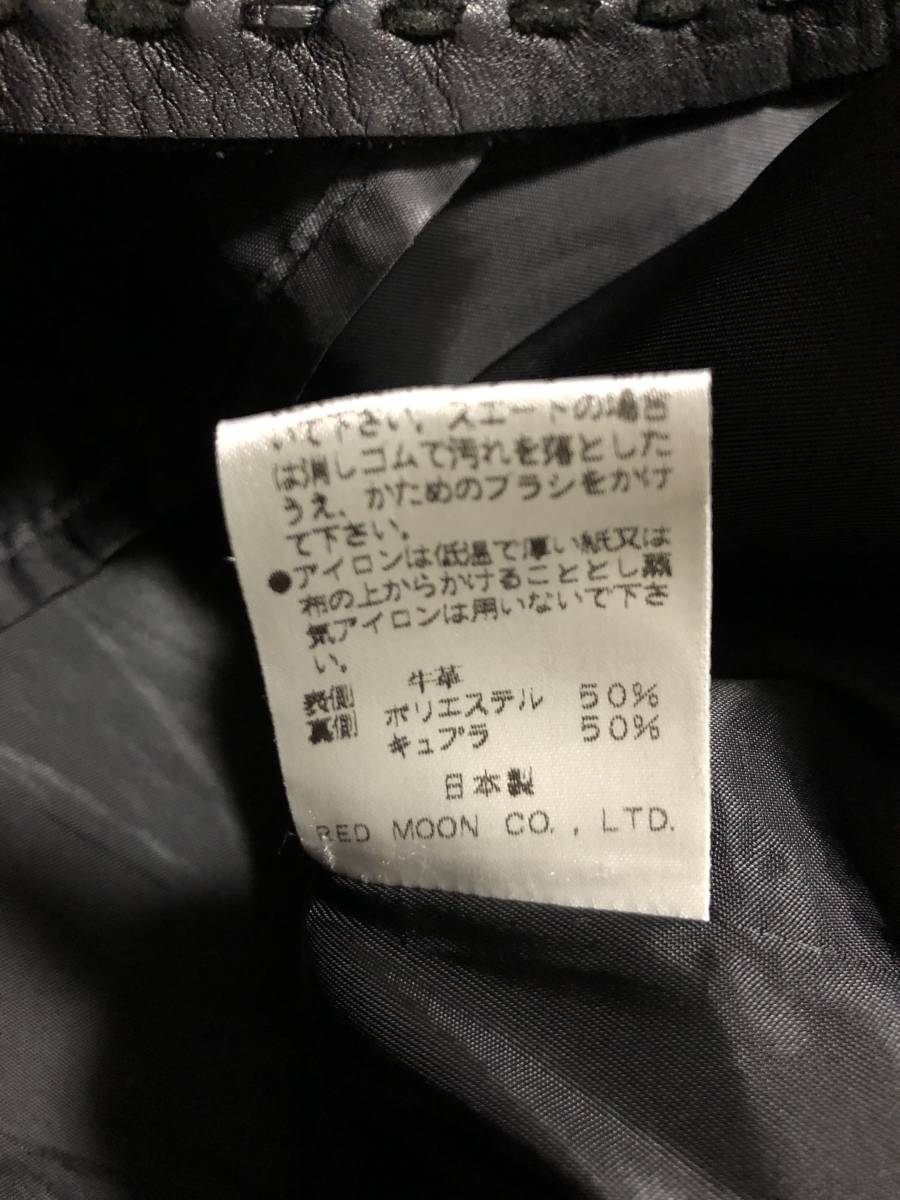 いて下さい。スエードの場合
は消しゴムで汚れを落とした
うえ、かためのブラシをかけ
て下さい。
●アイロンは低温で厚い紙又は
布の上からかけることとし蒸
気アイロンは用いないで下さ
い。
表側 牛革
裏側 ポリエステル 50%
キュプラ 50%
日本製
RED MOON CO., LTD.